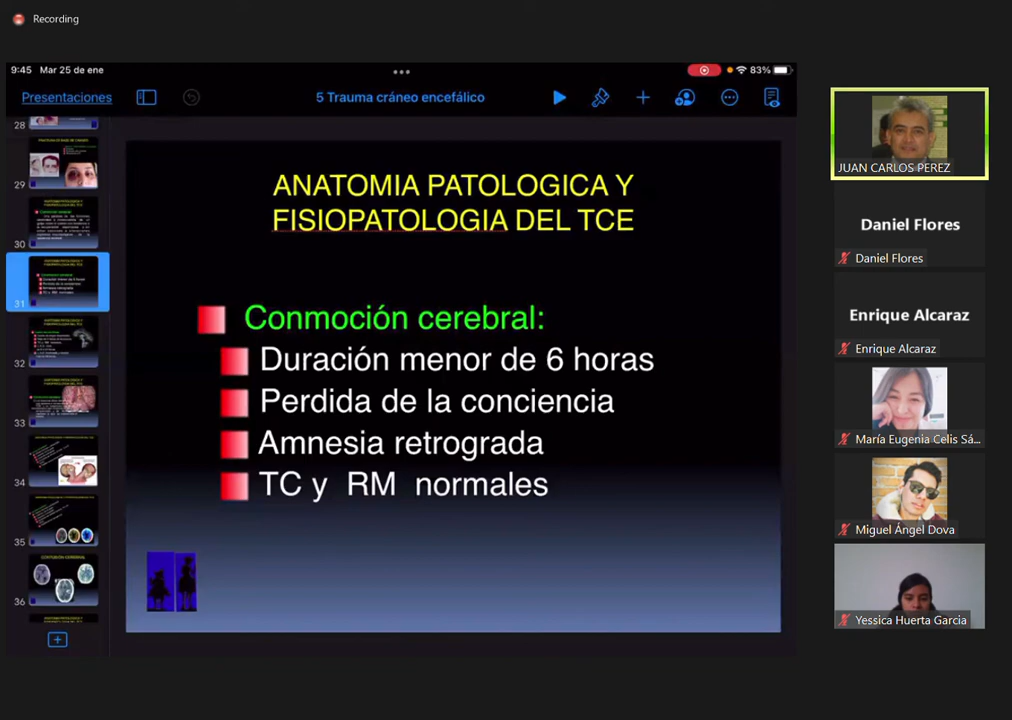 Recording
9:45 Mar 25 de ene
83%
Presentaciones
5 Trauma cráneo encefálico
28
29
30
31
32
33
34
35
36
CONTUSIÓN CEREBRAL
ANATOMIA PATOLOGICA Y
FISIOPATOLOGIA DEL TCE
Conmoción cerebral:
Duración menor de 6 horas
Perdida de la conciencia
Amnesia retrograda
TC y RM normales
JUAN CARLOS PEREZ
Daniel Flores
Daniel Flores
Enrique Alcaraz
Enrique Alcaraz
María Eugenia Celis Sá...
Miguel Ángel Dova
Yessica Huerta Garcia